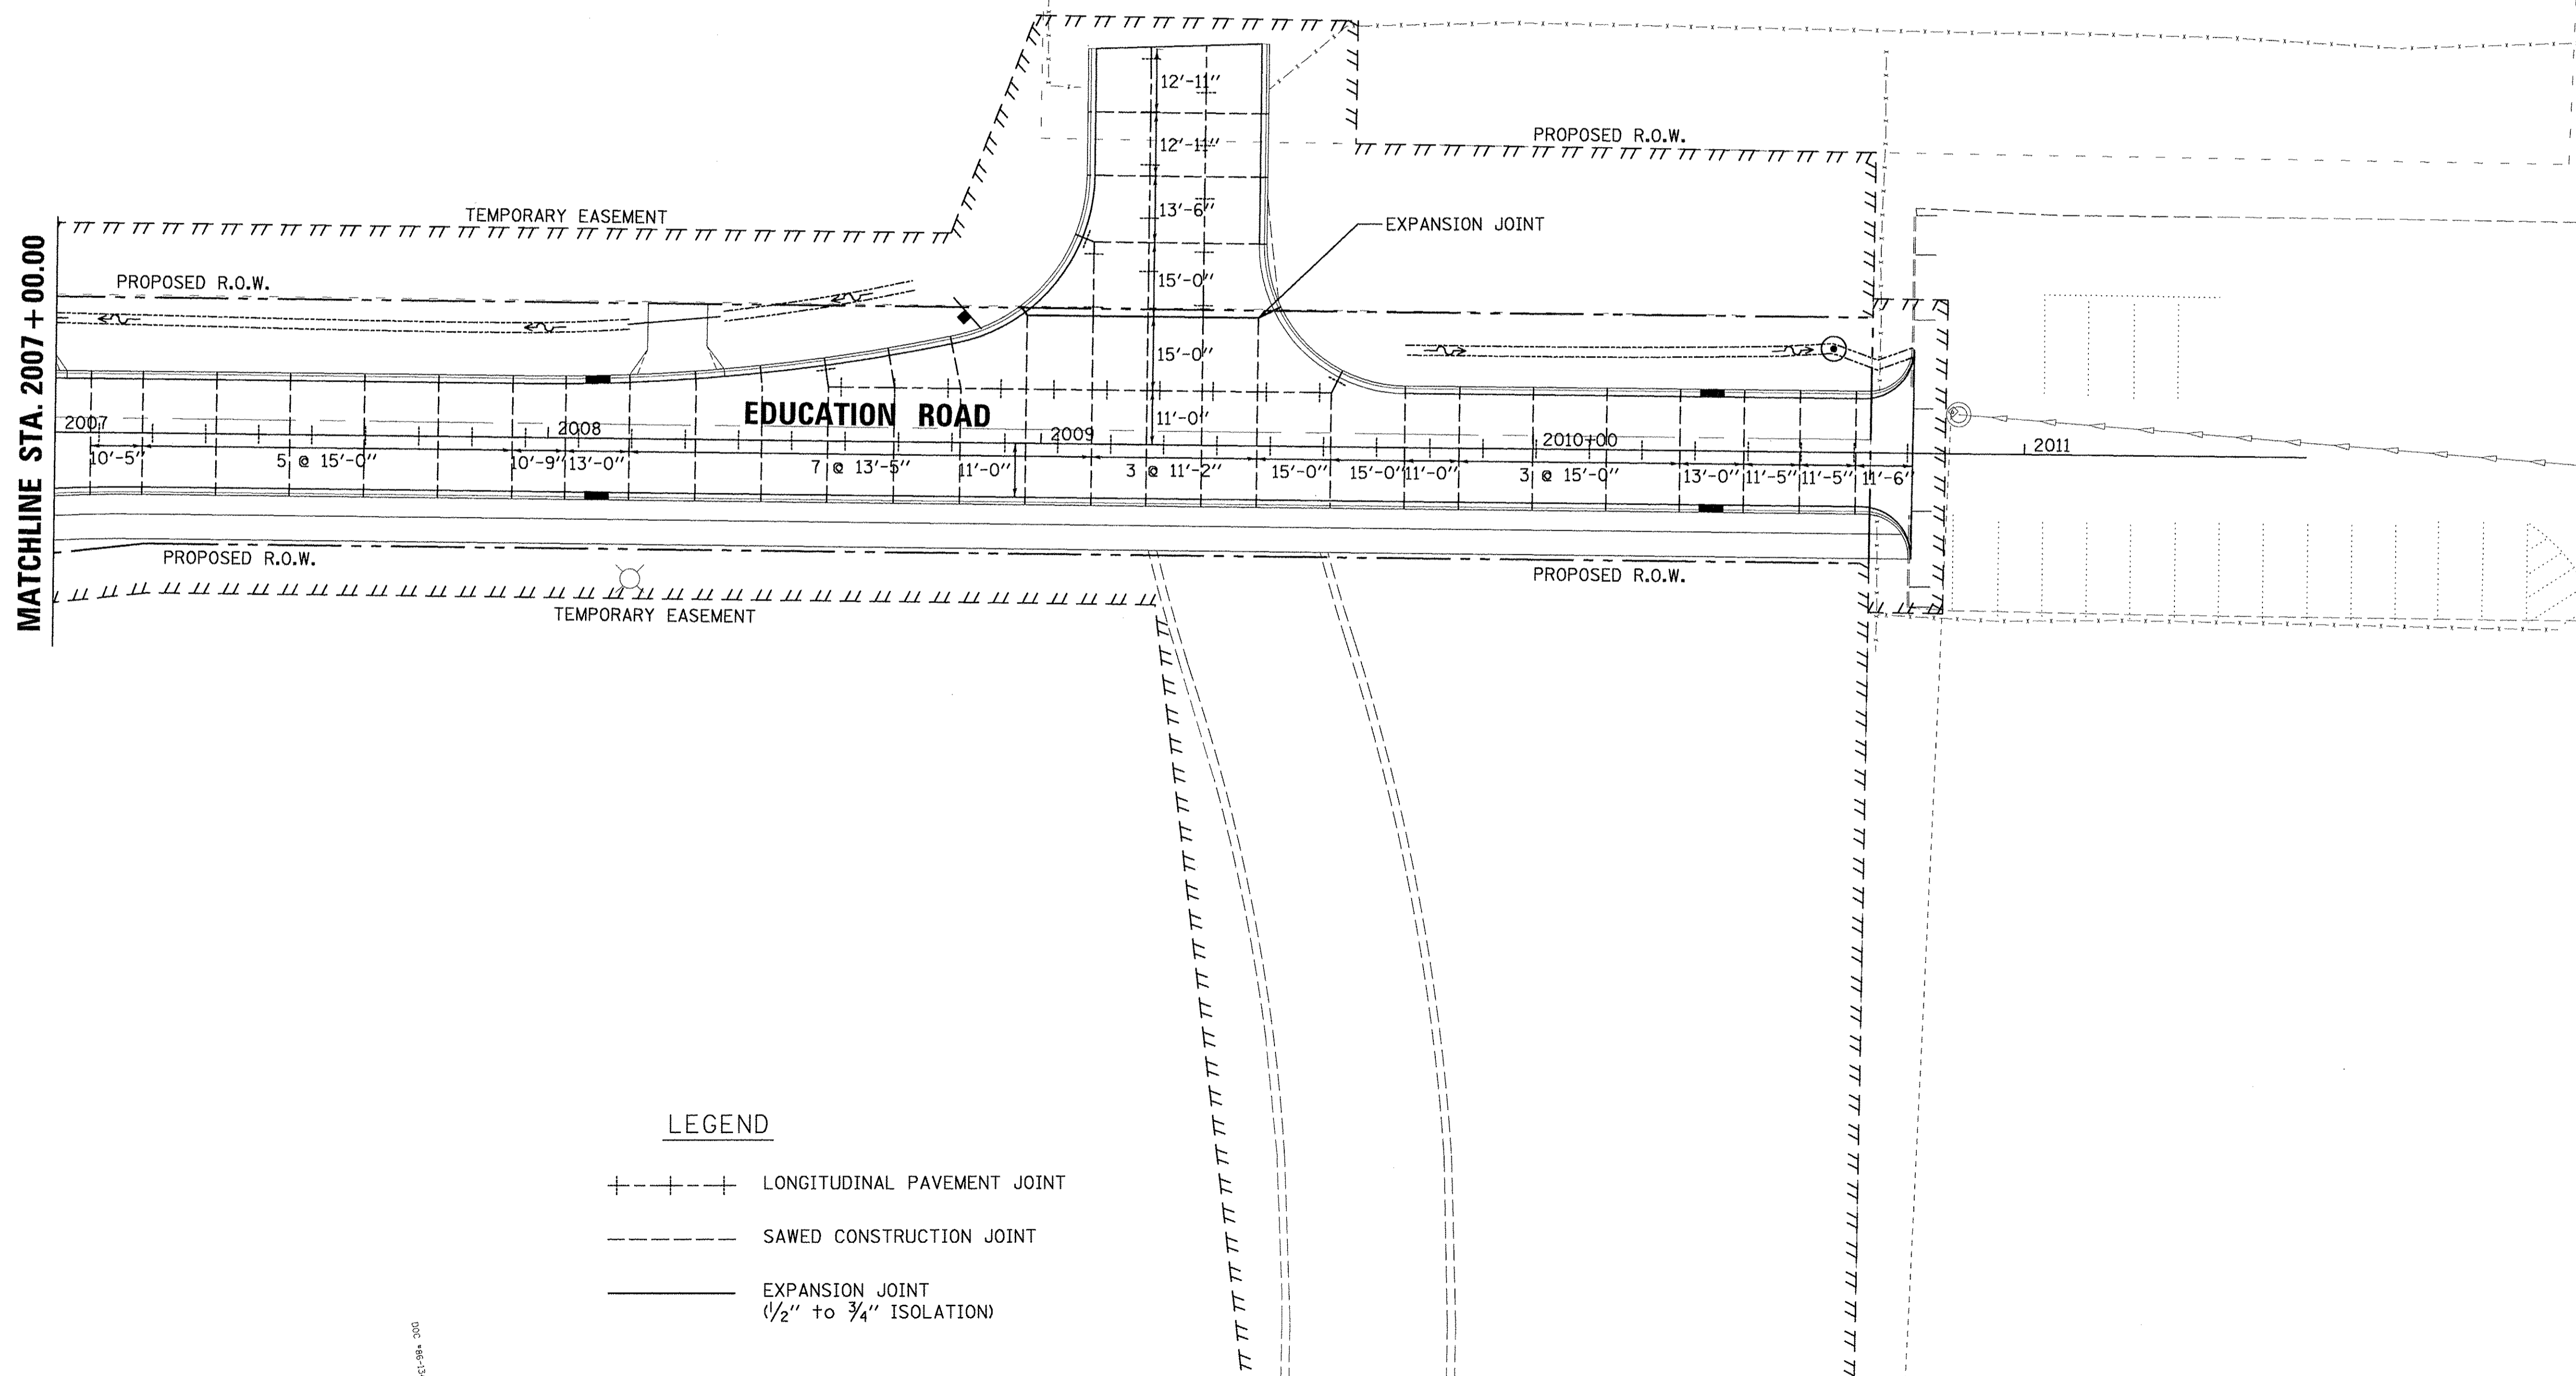 12'-11"
12'-11"
13'-6"
15'-0"
15'-0"
11'-0"
PROPOSED R.O.W.
TEMPORARY EASEMENT
EXPANSION JOINT
PROPOSED R.O.W.
MATCHLINE STA. 2007 + 00.00
EDUCATION ROAD
2007 2008 2009 2010+00 2011
10'-5" 5 @ 15'-0" 10'-9" 13'-0" 7 @ 13'-5" 11'-0" 3 @ 11'-2" 15'-0" 15'-0" 11'-0" 3 @ 15'-0" 13'-0" 11'-5" 11'-5" 11'-6"
PROPOSED R.O.W.
PROPOSED R.O.W.
TEMPORARY EASEMENT
LEGEND
LONGITUDINAL PAVEMENT JOINT
SAWED CONSTRUCTION JOINT
EXPANSION JOINT
(1/2" to 3/4" ISOLATION)